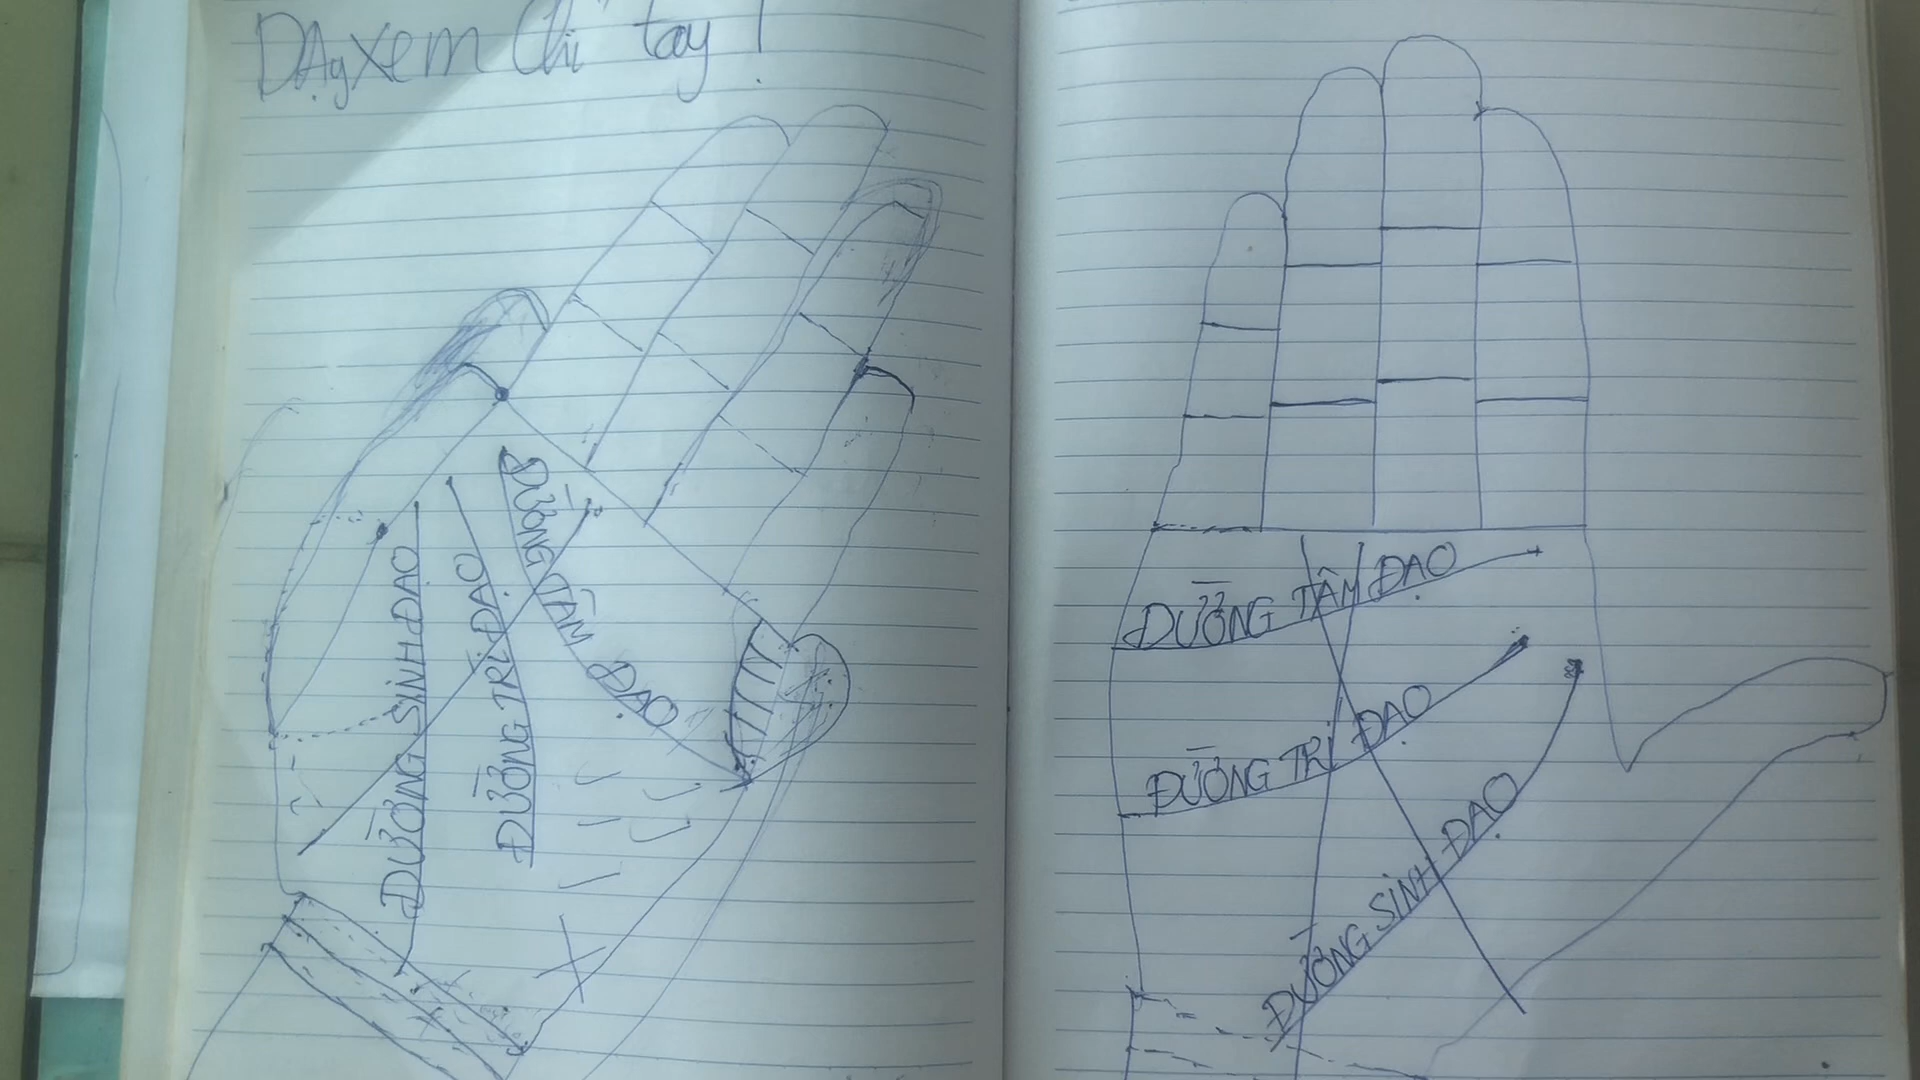 DẠy xem Chỉ tay !
ĐƯỜNG SINH ĐẠO
ĐƯỜNG TRÍ ĐẠO
ĐƯỜNG TÂM ĐẠO
ĐƯỜNG TÂM ĐẠO
ĐƯỜNG TRÍ ĐẠO
ĐƯỜNG SINH ĐẠO